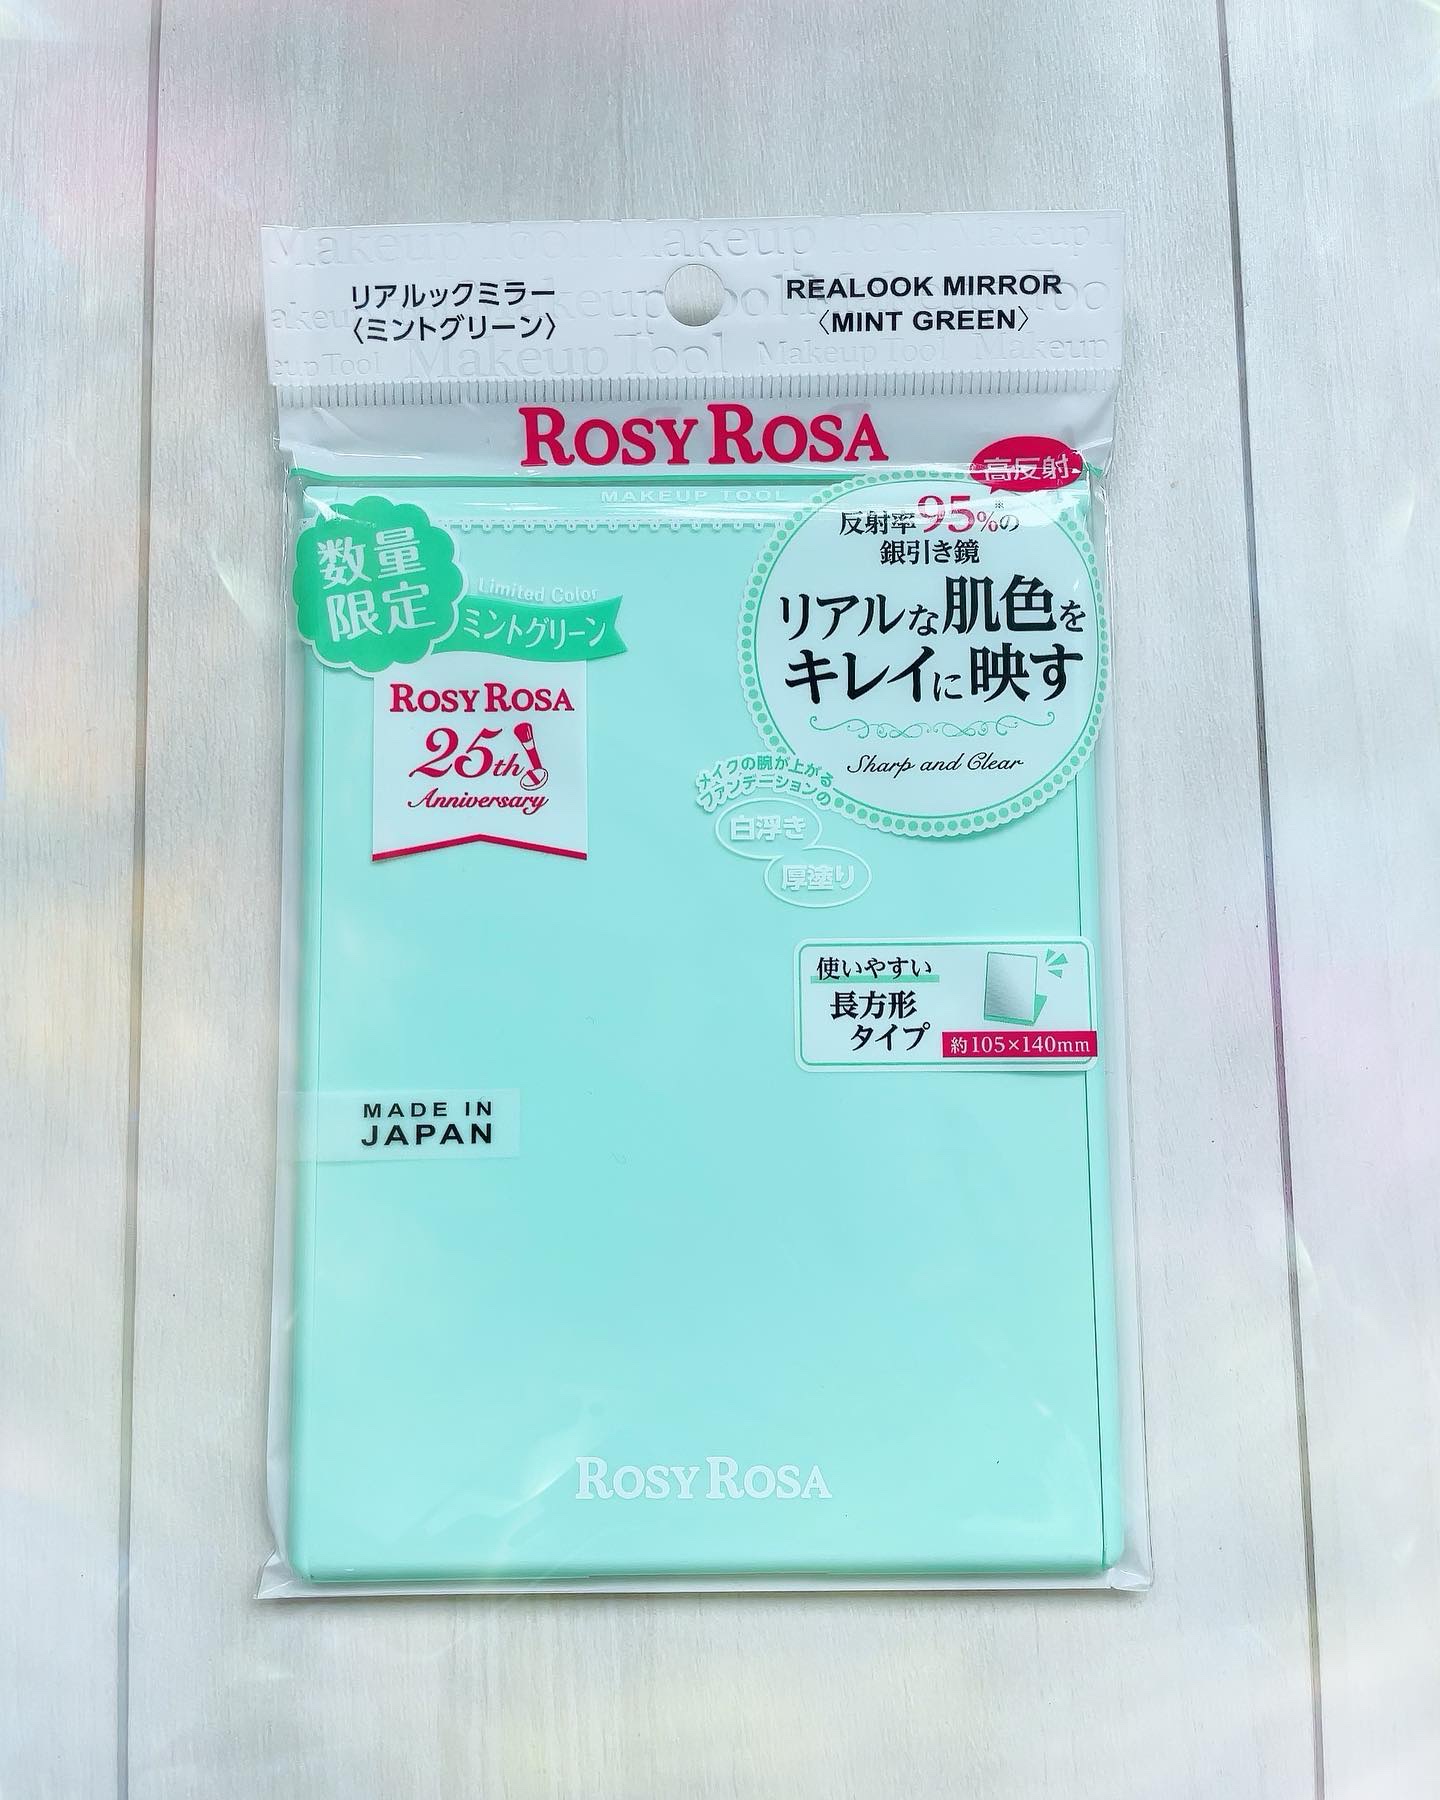 リアルックミラー
〈ミントグリーン〉
REALOOK MIRROR
〈MINT GREEN〉
ROSY ROSA
MAKEUP TOOL
高反射
反射率95%※の
銀引き鏡
リアルな肌色を
キレイに映す
Sharp and Clear
数量
限定
Limited Color
ミントグリーン
ROSY ROSA
25th
Anniversary
メイクの腕が上がる
ファンデーションの
白浮き
厚塗り
使いやすい
長方形
タイプ
約105×140mm
MADE IN
JAPAN
ROSY ROSA